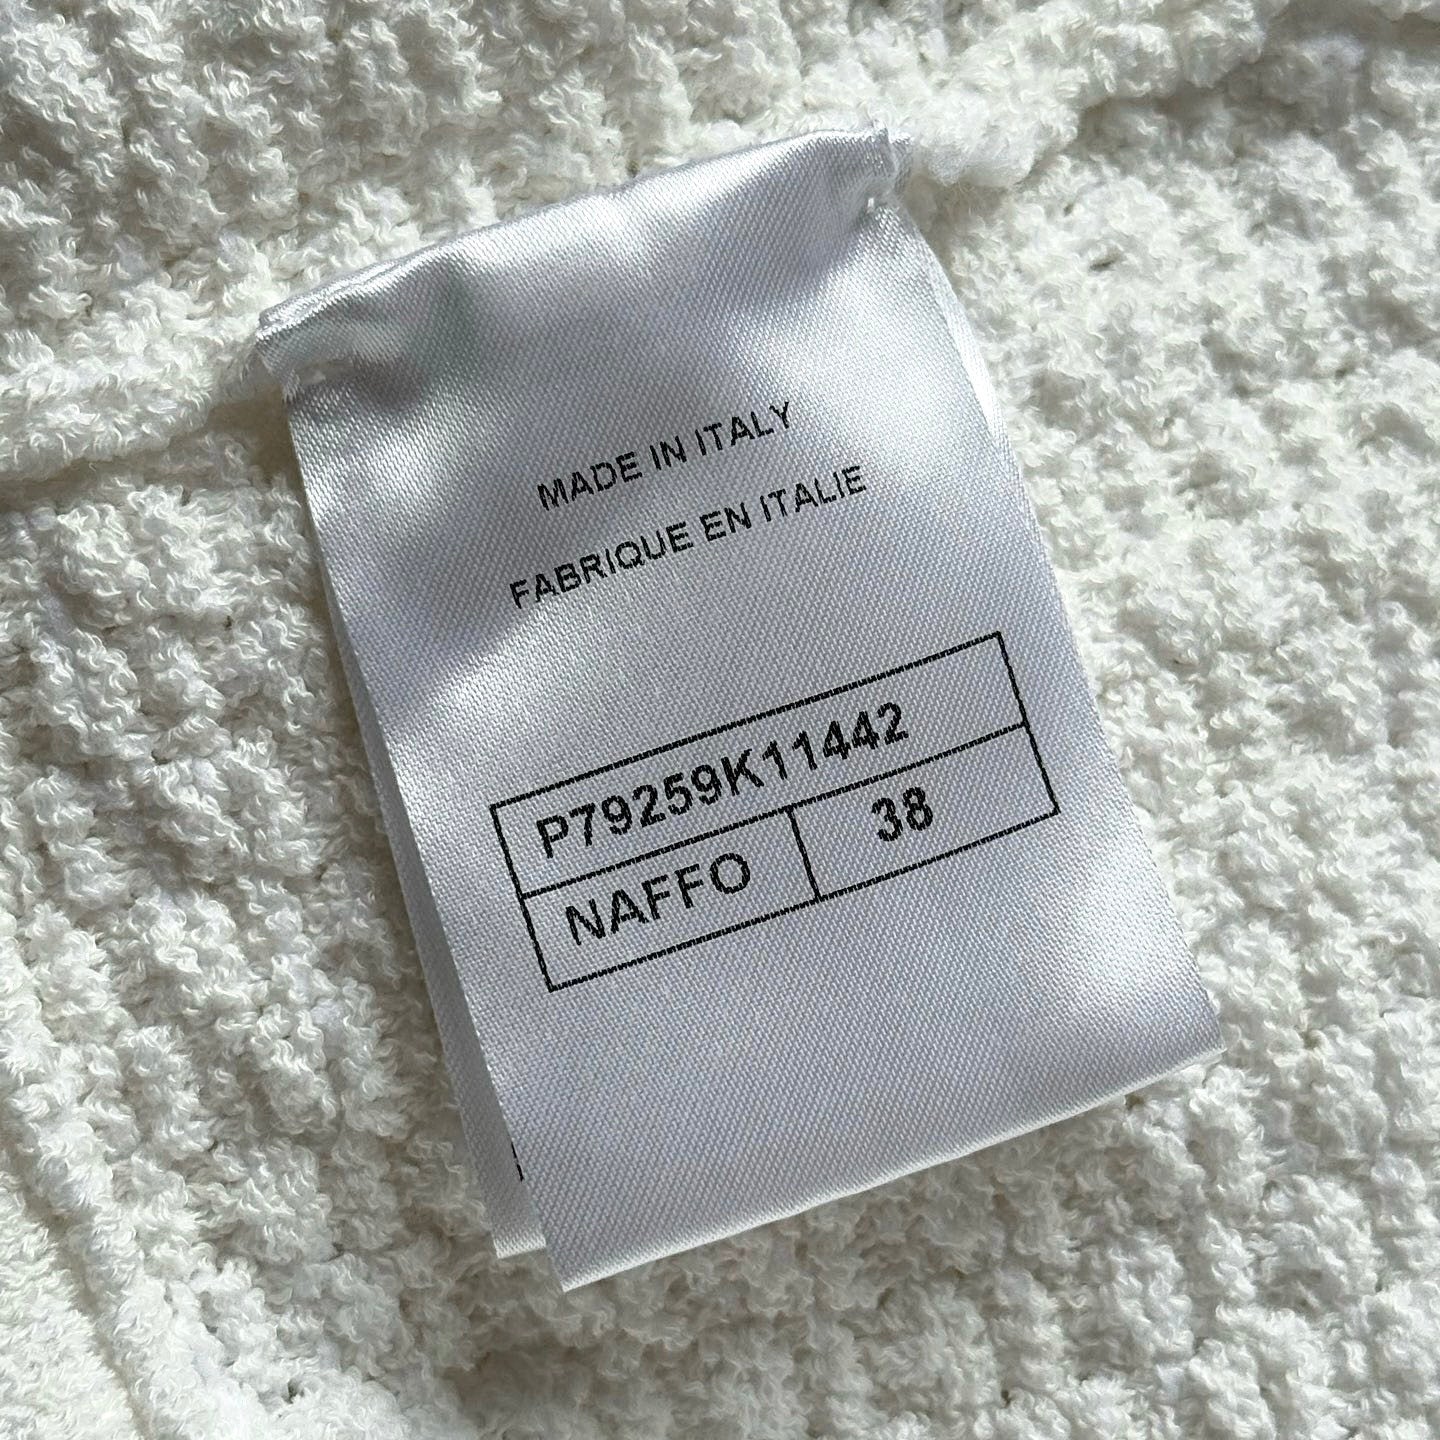 MADE IN ITALY
FABRIQUE EN ITALIE
P79259K11442
NAFFO 38